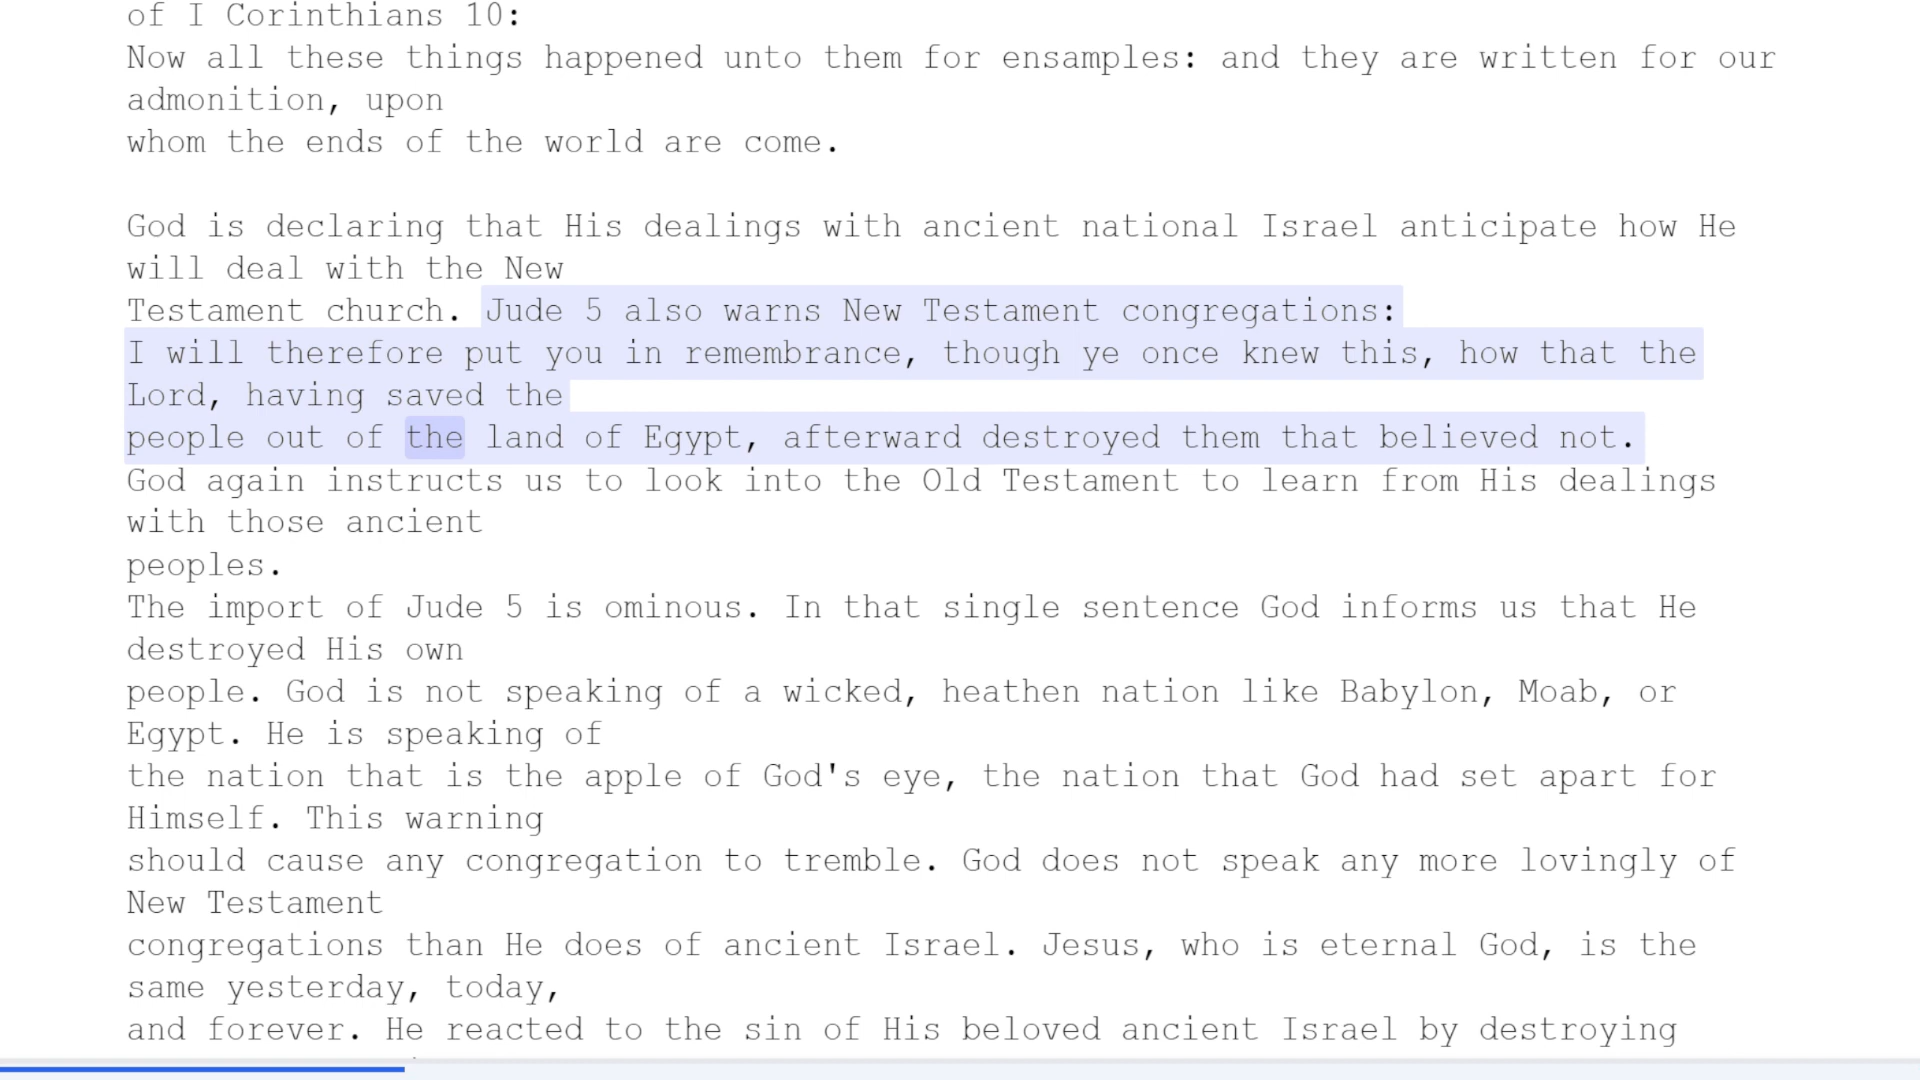 of I Corinthians 10:
Now all these things happened unto them for ensamples: and they are written for our
admonition, upon
whom the ends of the world are come.
God is declaring that His dealings with ancient national Israel anticipate how He
will deal with the New
Testament church. Jude 5 also warns New Testament congregations:
I will therefore put you in remembrance, though ye once knew this, how that the
Lord, having saved the
people out of the land of Egypt, afterward destroyed them that believed not.
God again instructs us to look into the Old Testament to learn from His dealings
with those ancient
peoples.
The import of Jude 5 is ominous. In that single sentence God informs us that He
destroyed His own
people. God is not speaking of a wicked, heathen nation like Babylon, Moab, or
Egypt. He is speaking of
the nation that is the apple of God's eye, the nation that God had set apart for
Himself. This warning
should cause any congregation to tremble. God does not speak any more lovingly of
New Testament
congregations than He does of ancient Israel. Jesus, who is eternal God, is the
same yesterday, today,
and forever. He reacted to the sin of His beloved ancient Israel by destroying